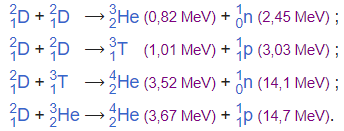 ²₁D + ²₁D ⟶ ³₂He (0,82 MeV) + ¹₀n (2,45 MeV) ;
²₁D + ²₁D ⟶ ³₁T (1,01 MeV) + ¹₁p (3,03 MeV) ;
²₁D + ³₁T ⟶ ⁴₂He (3,52 MeV) + ¹₀n (14,1 MeV) ;
²₁D + ³₂He ⟶ ⁴₂He (3,67 MeV) + ¹₁p (14,7 MeV).